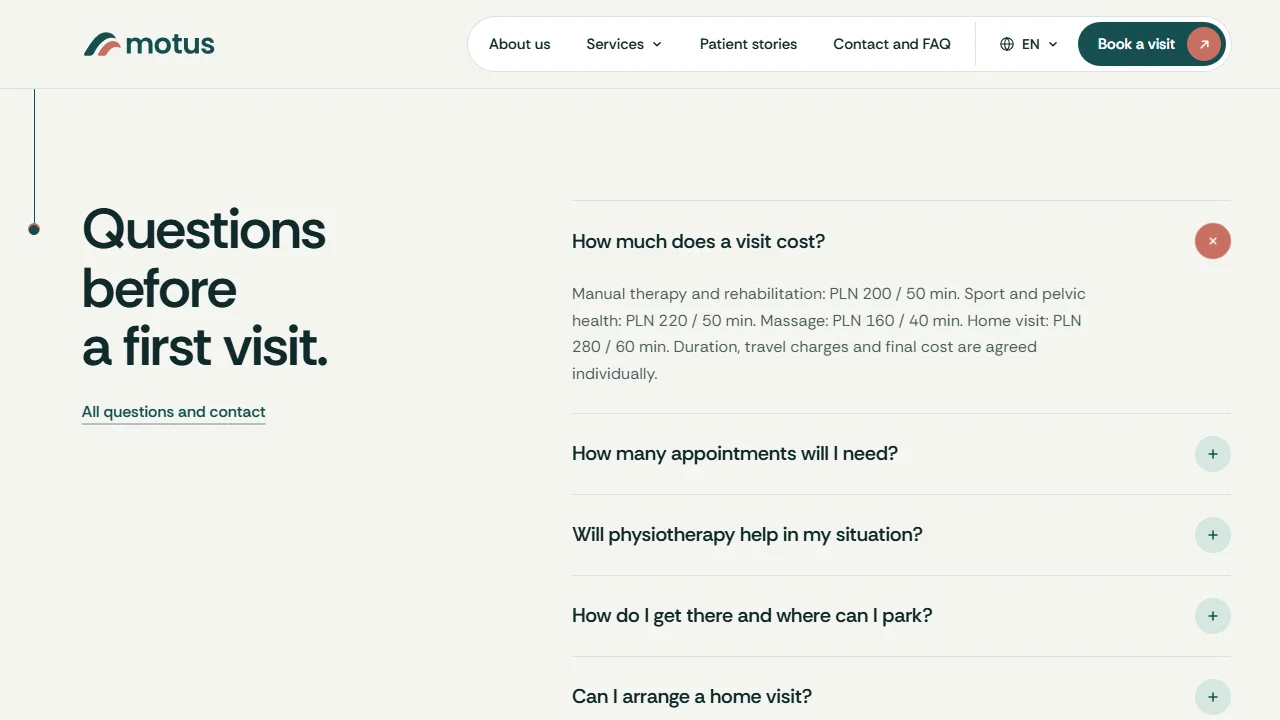 motus
About us
Services
Patient stories
Contact and FAQ
EN
Book a visit
Questions
before
a first visit.
All questions and contact
How much does a visit cost?
Manual therapy and rehabilitation: PLN 200 / 50 min. Sport and pelvic
health: PLN 220 / 50 min. Massage: PLN 160 / 40 min. Home visit: PLN
280 / 60 min. Duration, travel charges and final cost are agreed
individually.
How many appointments will I need?
Will physiotherapy help in my situation?
How do I get there and where can I park?
Can I arrange a home visit?